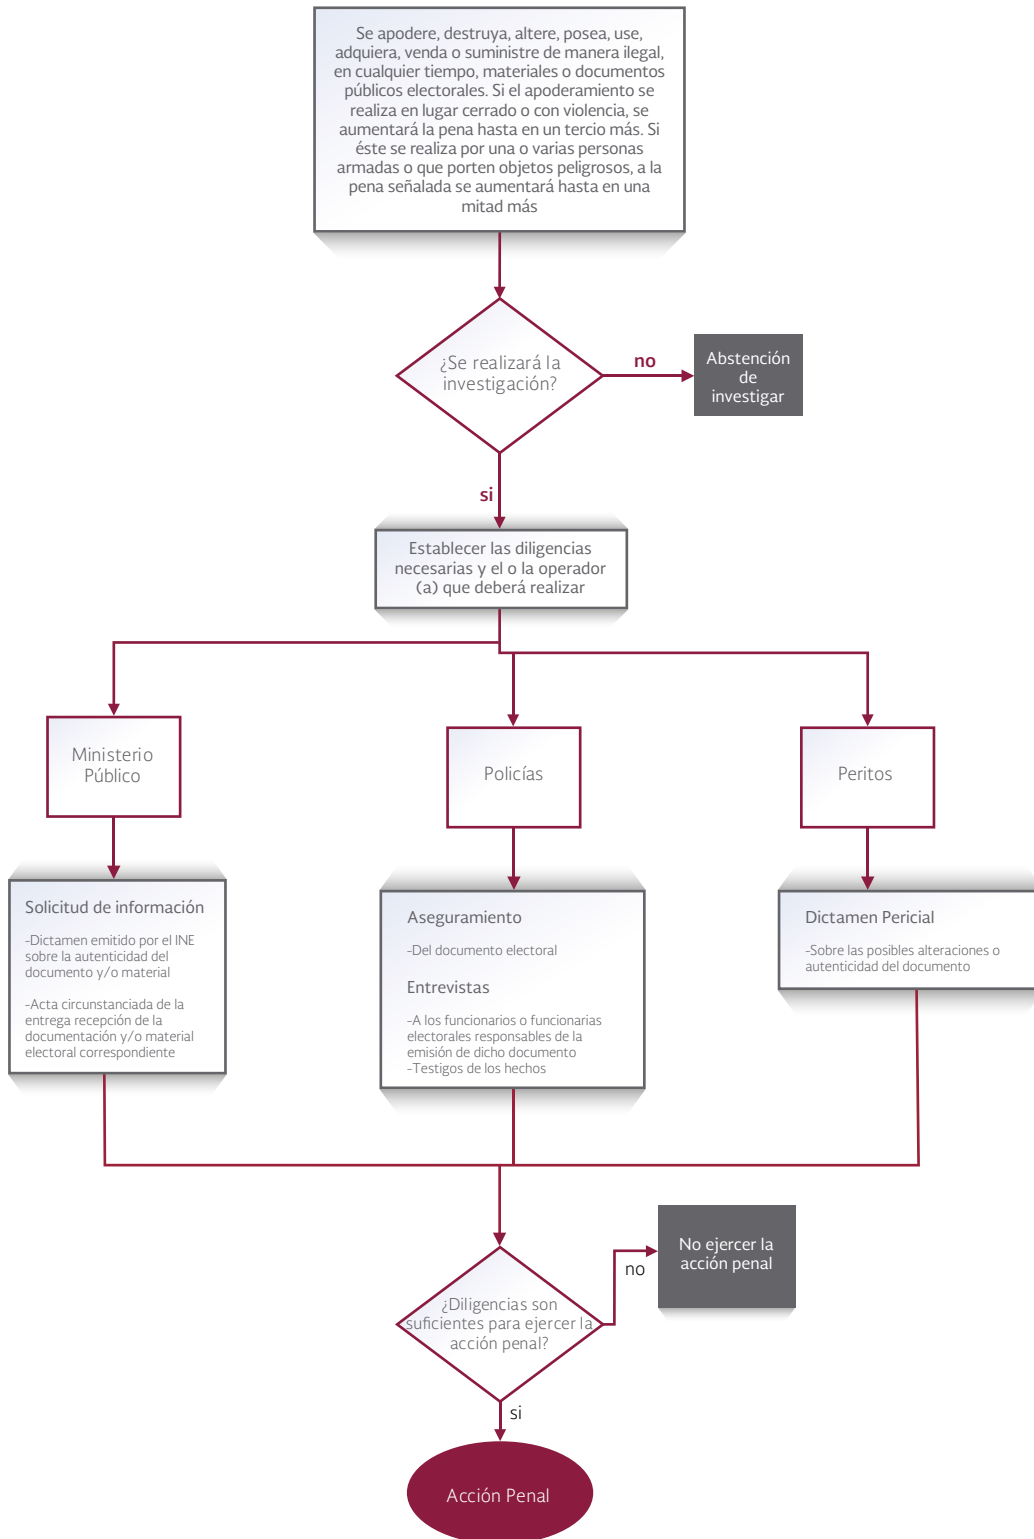 Se apodere, destruya, altere, posea, use,
adquiera, venda o suministre de manera ilegal,
en cualquier tiempo, materiales o documentos
públicos electorales. Si el apoderamiento se
realiza en lugar cerrado o con violencia, se
aumentará la pena hasta en un tercio más. Si
éste se realiza por una o varias personas
armadas o que porten objetos peligrosos, a la
pena señalada se aumentará hasta en una
mitad más
¿Se realizará la
investigación?
no
Abstención
de
investigar
si
Establecer las diligencias
necesarias y el o la operador
(a) que deberá realizar
Ministerio
Público
Policías
Peritos
Solicitud de información
-Dictamen emitido por el INE
sobre la autenticidad del
documento y/o material
-Acta circunstanciada de la
entrega recepción de la
documentación y/o material
electoral correspondiente
Aseguramiento
-Del documento electoral
Entrevistas
-A los funcionarios o funcionarias
electorales responsables de la
emisión de dicho documento
-Testigos de los hechos
Dictamen Pericial
-Sobre las posibles alteraciones o
autenticidad del documento
¿Diligencias son
suficientes para ejercer la
acción penal?
no
No ejercer la
acción penal
si
Acción Penal